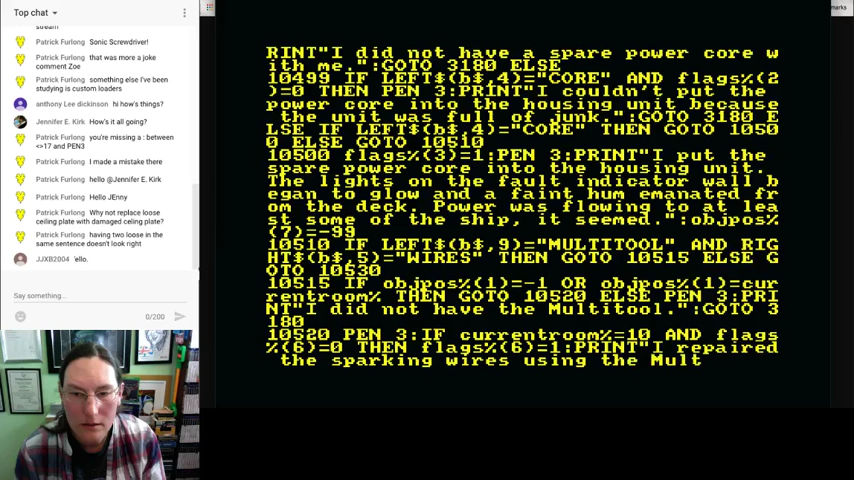 Top chat
stream
Patrick Furlong Sonic Screwdriver!
Patrick Furlong that was more a joke
comment Zoe
Patrick Furlong something else I've been
studying is custom loaders
anthony Lee dickinson hi how's things?
Jennifer E. Kirk How's it all going?
Patrick Furlong you're missing a : between
<>17 and PEN3
Patrick Furlong I made a mistake there
Patrick Furlong hello @Jennifer E. Kirk
Patrick Furlong Hello JEnny
Patrick Furlong Why not replace loose
ceiling plate with damaged celing plate?
Patrick Furlong having two loose in the
same sentence doesn't look right
JJXB2004 'ello.
Say something...
0/200
marks
RINT"I did not have a spare power core w
ith me.":GOTO 3180 ELSE
10499 IF LEFT$(b$,4)="CORE" AND flags%(2
)=0 THEN PEN 3:PRINT"I couldn't put the
power core into the housing unit because
the unit was full of junk.":GOTO 3180 E
LSE IF LEFT$(b$,4)="CORE" THEN GOTO 1050
0 ELSE GOTO 10510
10500 flags%(3)=1:PEN 3:PRINT"I put the
spare power core into the housing unit.
The lights on the fault indicator wall b
egan to glow and a faint hum emanated fr
om the deck. Power was flowing to at lea
st some of the ship, it seemed.":objpos%
(7)=-99
10510 IF LEFT$(b$,9)="MULTITOOL" AND RIG
HT$(b$,5)="WIRES" THEN GOTO 10515 ELSE G
OTO 10530
10515 IF objpos%(1)=-1 OR objpos%(1)=cur
rentroom% THEN GOTO 10520 ELSE PEN 3:PRI
NT"I did not have the Multitool.":GOTO 3
180
10520 PEN 3:IF currentroom%=10 AND flags
%(6)=0 THEN flags%(6)=1:PRINT"I repaired
the sparking wires using the Mult